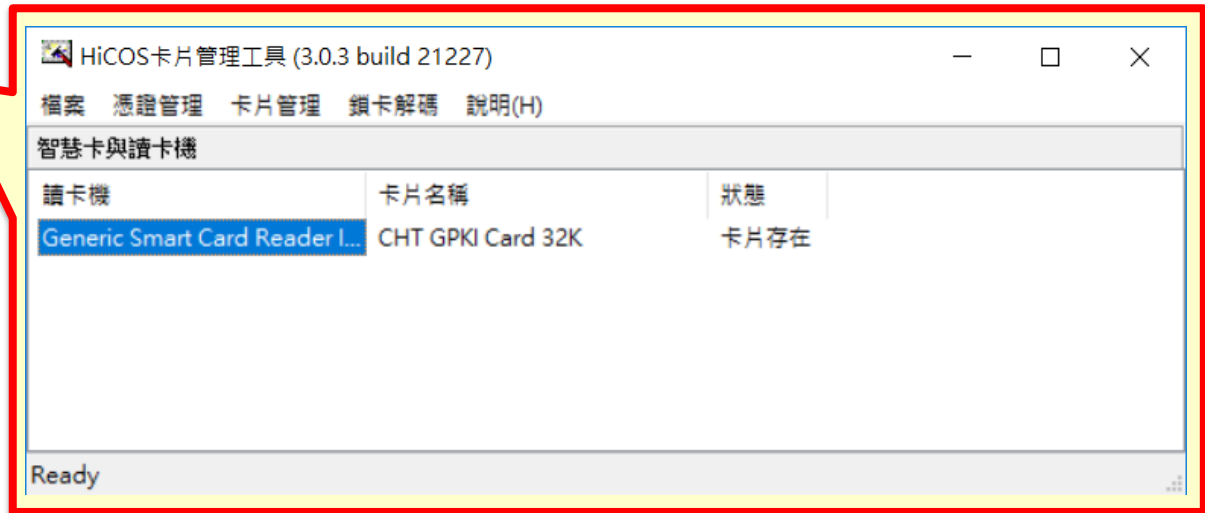 HiCOS卡片管理工具 (3.0.3 build 21227)
檔案 憑證管理 卡片管理 鎖卡解碼 說明(H)
智慧卡與讀卡機
讀卡機 卡片名稱 狀態
Generic Smart Card Reader I... CHT GPKI Card 32K 卡片存在
Ready